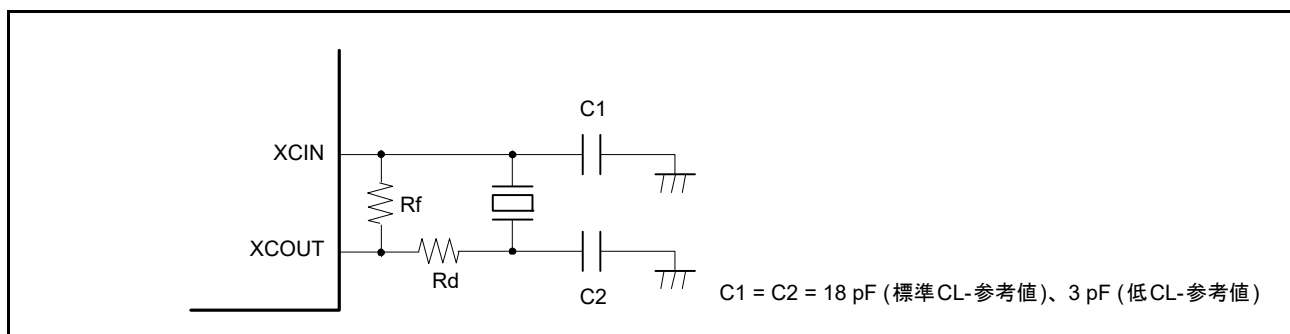 C1
XCIN
Rf
XCOUT
Rd
C2
C1 = C2 = 18 pF (標準CL-参考値)、3 pF (低CL-参考値)